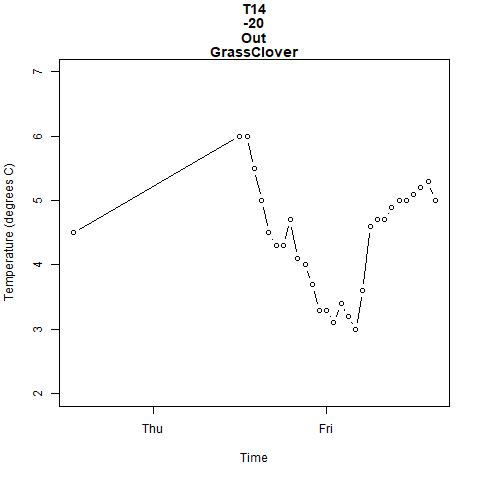 T14
-20
Out
GrassClover
7
6
5
4
3
2
Temperature (degrees C)
Thu Fri
Time